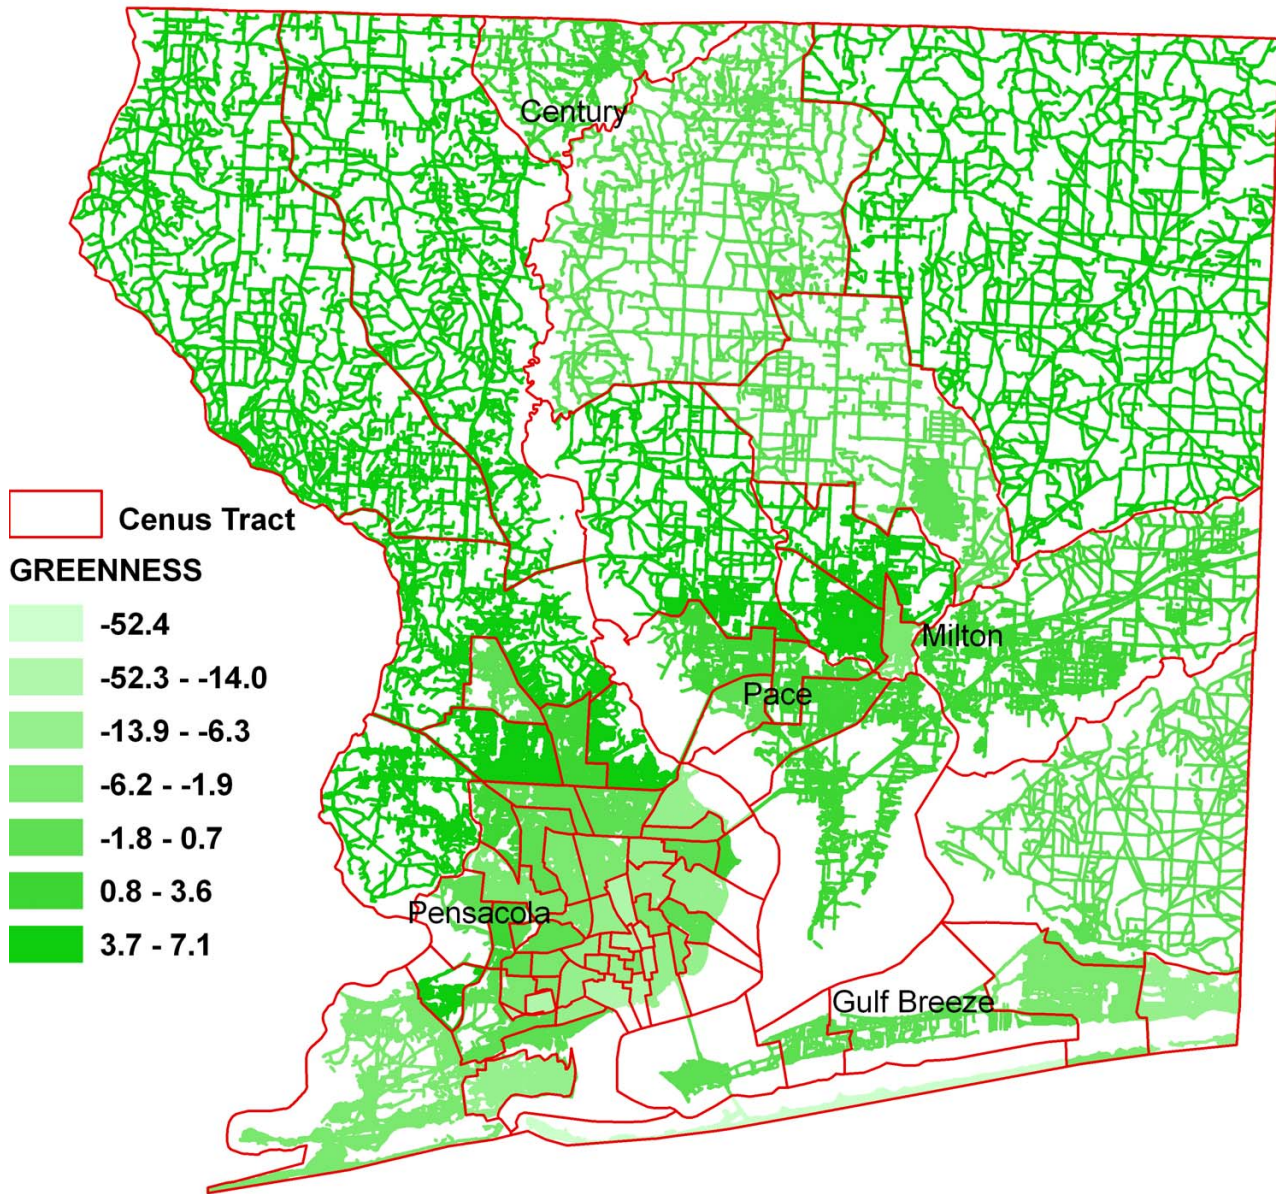 Century
Cenus Tract
GREENNESS
-52.4
-52.3 - -14.0
-13.9 - -6.3
-6.2 - -1.9
-1.8 - 0.7
0.8 - 3.6
3.7 - 7.1
Milton
Pace
Pensacola
Gulf Breeze